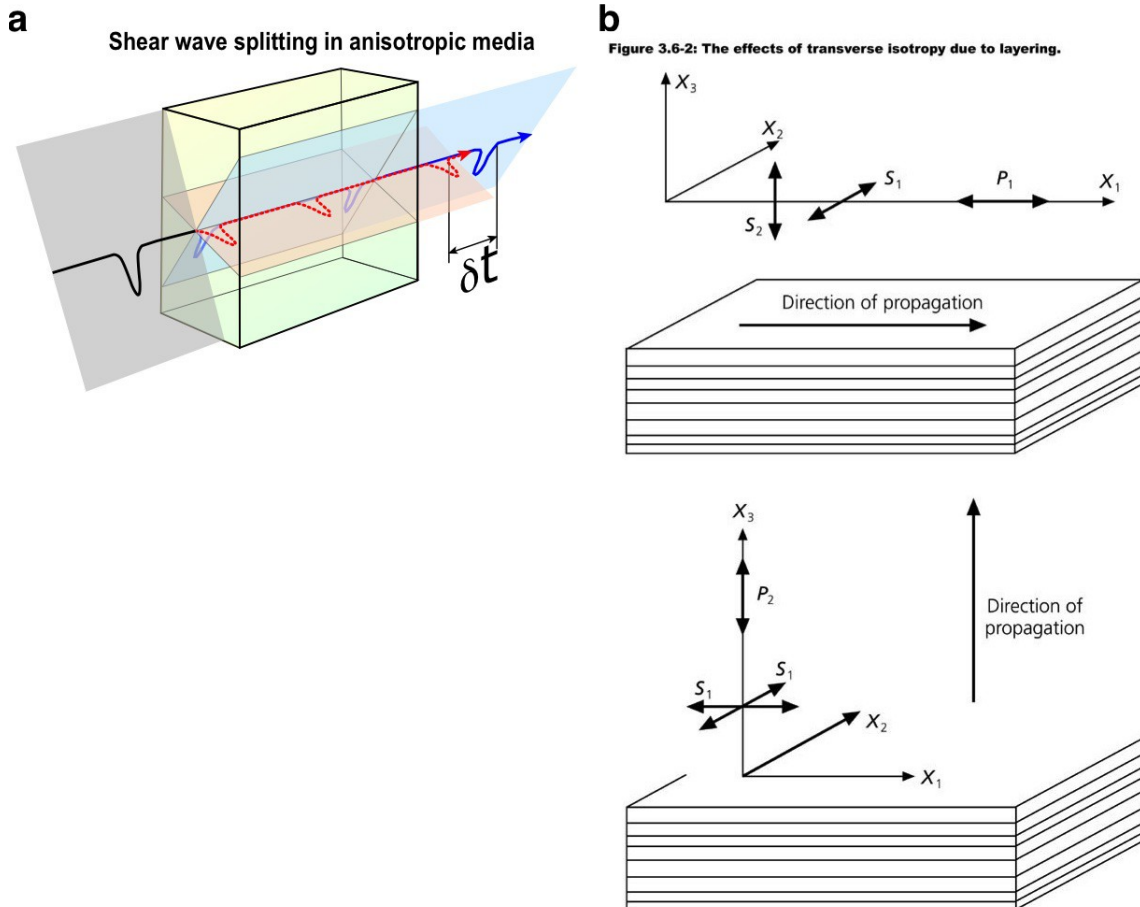 a
Shear wave splitting in anisotropic media
δt
b
Figure 3.6-2: The effects of transverse isotropy due to layering.
X3
X2
S1
P1
X1
S2
Direction of propagation
X3
P2
Direction of
propagation
S1
S1
X2
X1